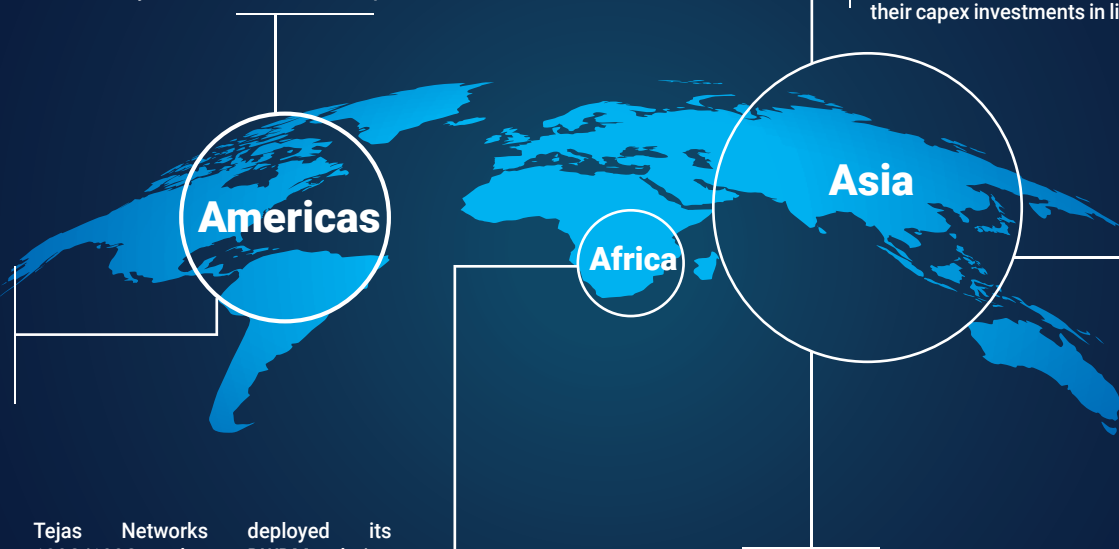 their capex investments in li
Asia
Americas
Africa
Tejas Networks deployed its